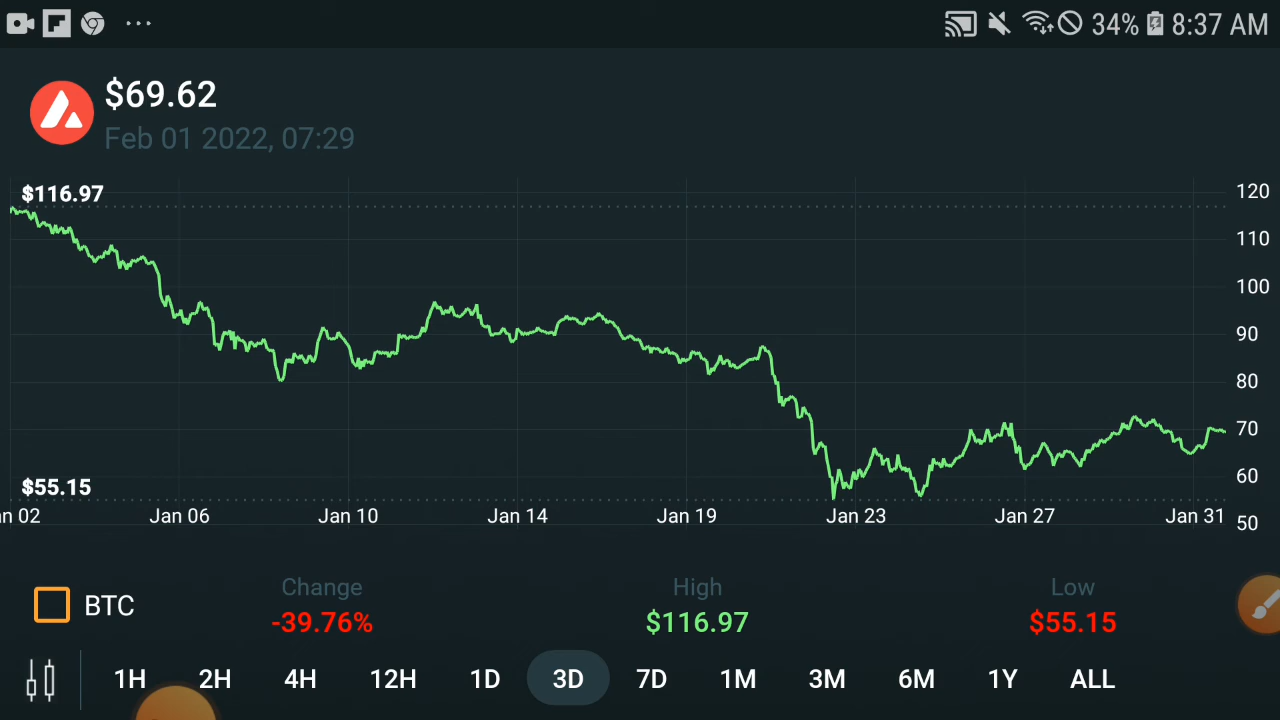 34% 8:37 AM
$69.62
Feb 01 2022, 07:29
$116.97
120
110
100
90
80
70
60
50
$55.15
an 02 Jan 06 Jan 10 Jan 14 Jan 19 Jan 23 Jan 27 Jan 31
BTC
Change
-39.76%
High
$116.97
Low
$55.15
1H 2H 4H 12H 1D 3D 7D 1M 3M 6M 1Y ALL